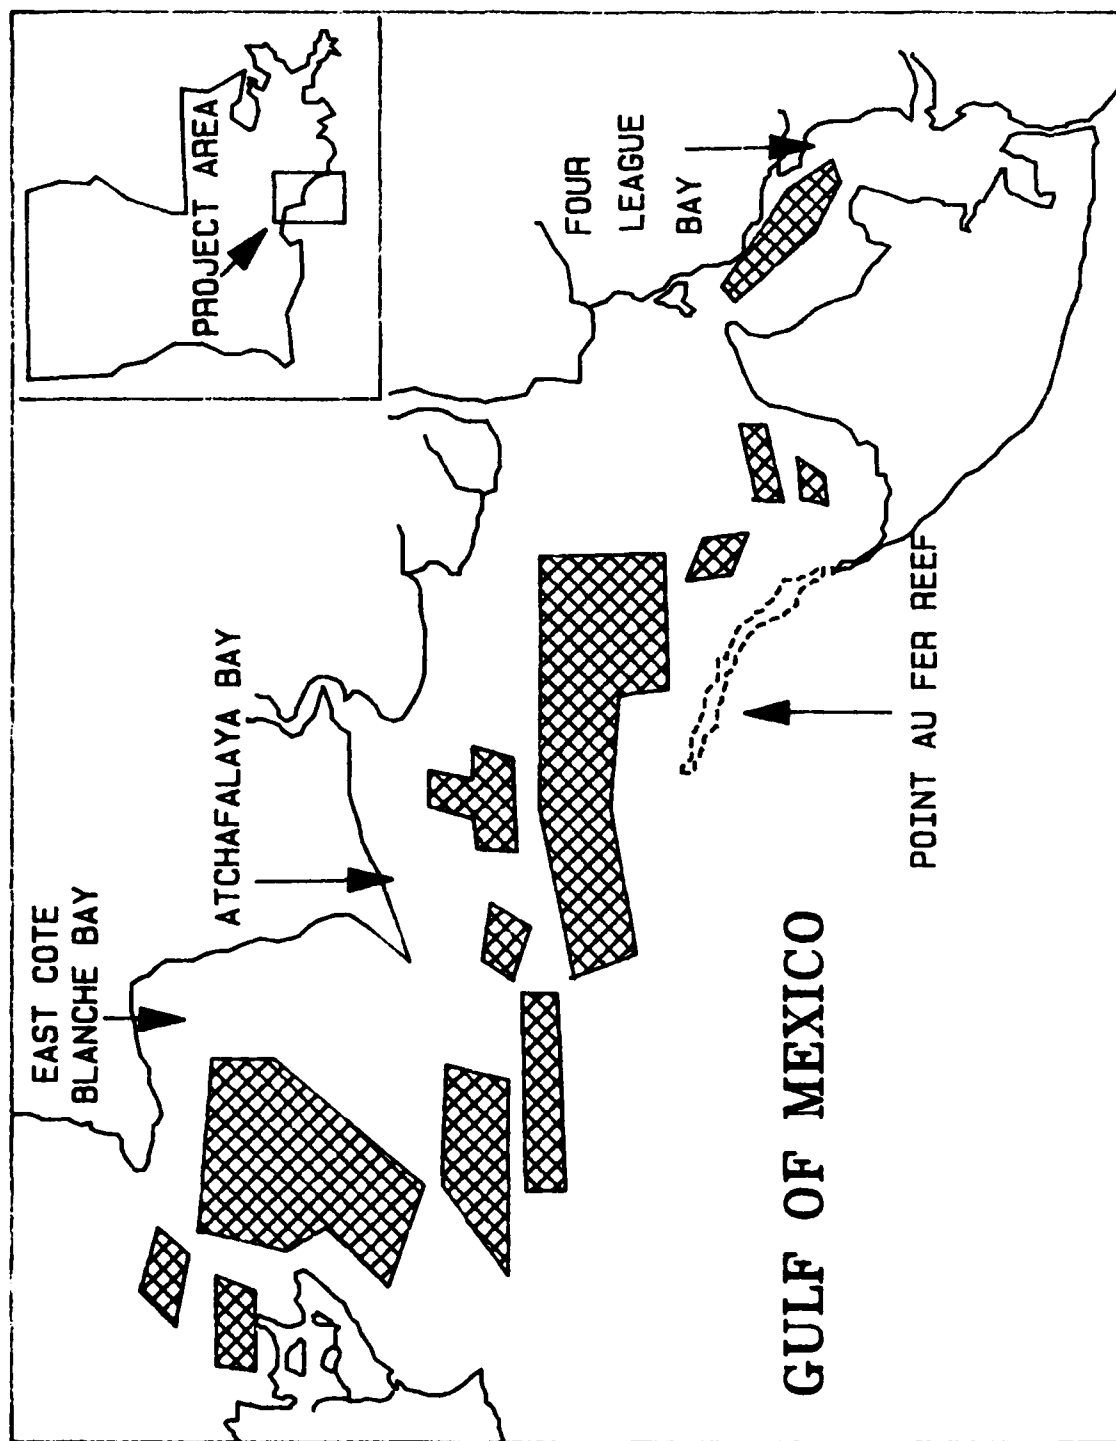 PROJECT AREA
FOUR
LEAGUE
BAY
EAST COTE
BLANCHE BAY
ATCHAFALAYA BAY
POINT AU FER REEF
GULF OF MEXICO